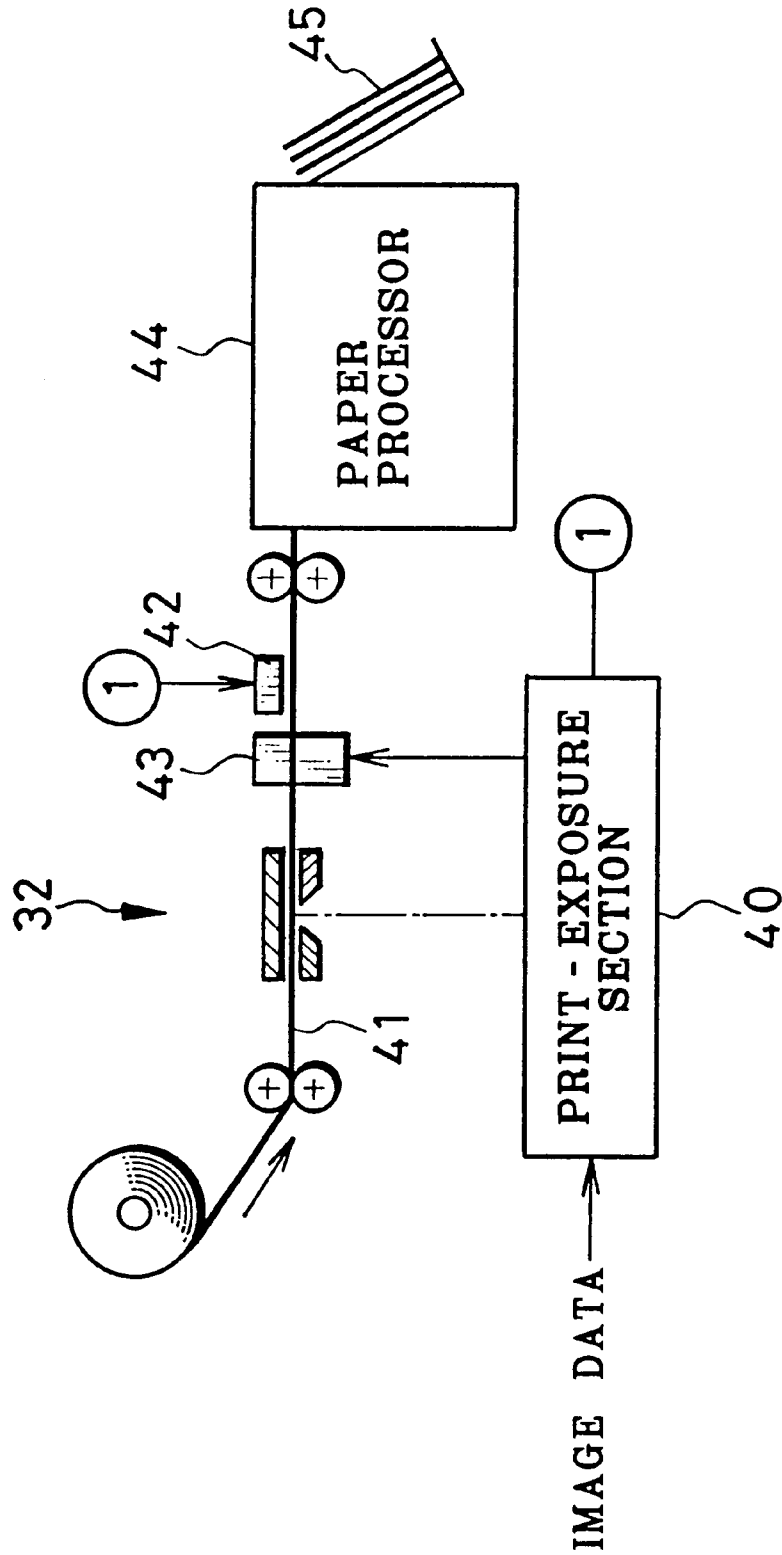 32
41
43
1
42
44
PAPER
PROCESSOR
45
IMAGE DATA
PRINT-EXPOSURE
SECTION
40
1